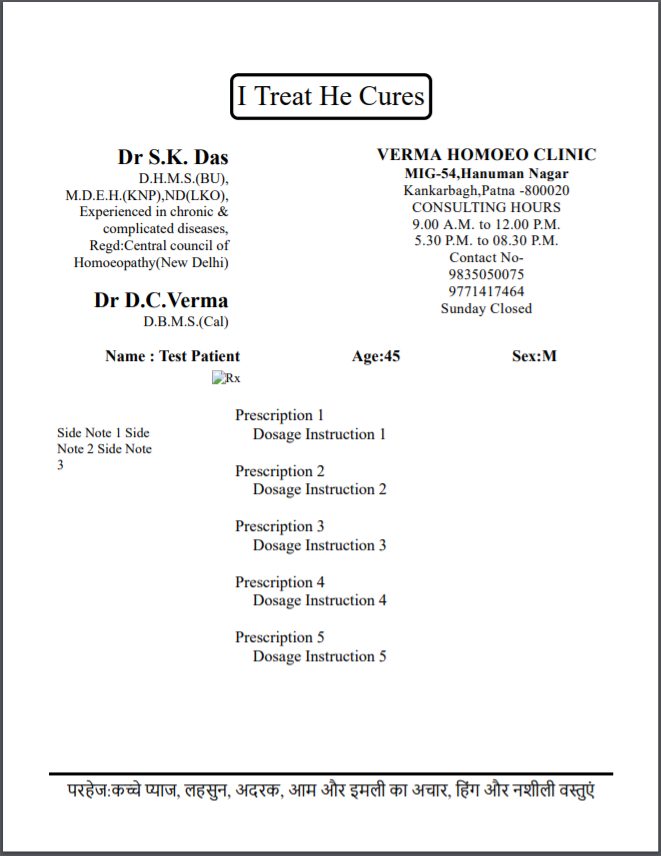 I Treat He Cures
Dr S.K. Das
D.H.M.S.(BU),
M.D.E.H.(KNP),ND(LKO),
Experienced in chronic &
complicated diseases,
Regd:Central council of
Homoeopathy(New Delhi)
Dr D.C.Verma
D.B.M.S.(Cal)
VERMA HOMOEO CLINIC
MIG-54,Hanuman Nagar
Kankarbagh,Patna -800020
CONSULTING HOURS
9.00 A.M. to 12.00 P.M.
5.30 P.M. to 08.30 P.M.
Contact No-
9835050075
9771417464
Sunday Closed
Name : Test Patient Age:45 Sex:M
Rx
Side Note 1 Side
Note 2 Side Note
3
Prescription 1
Dosage Instruction 1
Prescription 2
Dosage Instruction 2
Prescription 3
Dosage Instruction 3
Prescription 4
Dosage Instruction 4
Prescription 5
Dosage Instruction 5
परहेज:कच्चे प्याज, लहसुन, अदरक, आम और इमली का अचार, हिंग और नशीली वस्तुएं